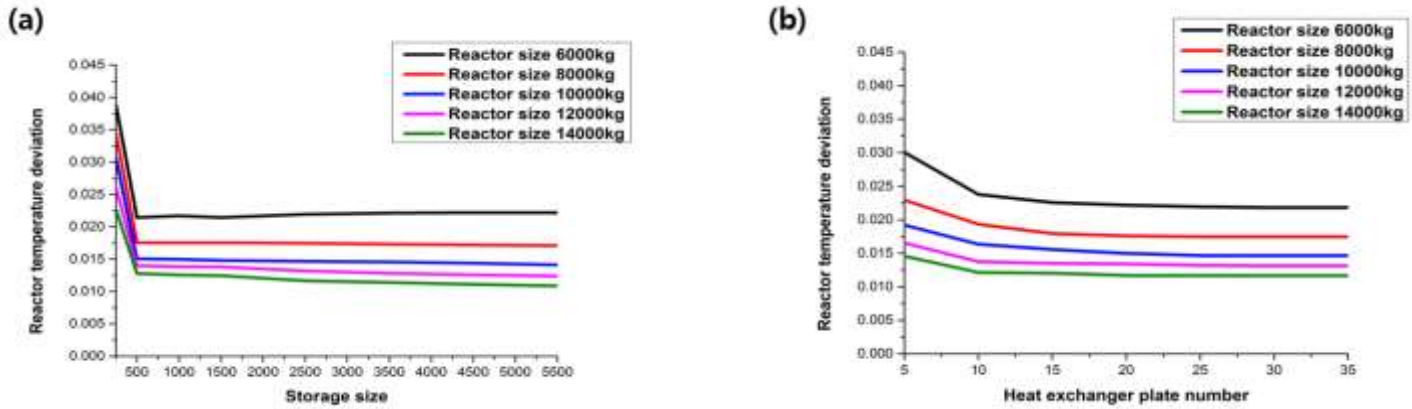 (a)
Reactor size 6000kg
Reactor size 8000kg
Reactor size 10000kg
Reactor size 12000kg
Reactor size 14000kg
Reactor temperature deviation
0.045
0.040
0.035
0.030
0.025
0.020
0.015
0.010
0.005
0.000
500 1000 1500 2000 2500 3000 3500 4000 4500 5000 5500
Storage size
(b)
Reactor size 6000kg
Reactor size 8000kg
Reactor size 10000kg
Reactor size 12000kg
Reactor size 14000kg
Reactor temperature deviation
0.045
0.040
0.035
0.030
0.025
0.020
0.015
0.010
0.005
0.000
5 10 15 20 25 30 35
Heat exchanger plate number